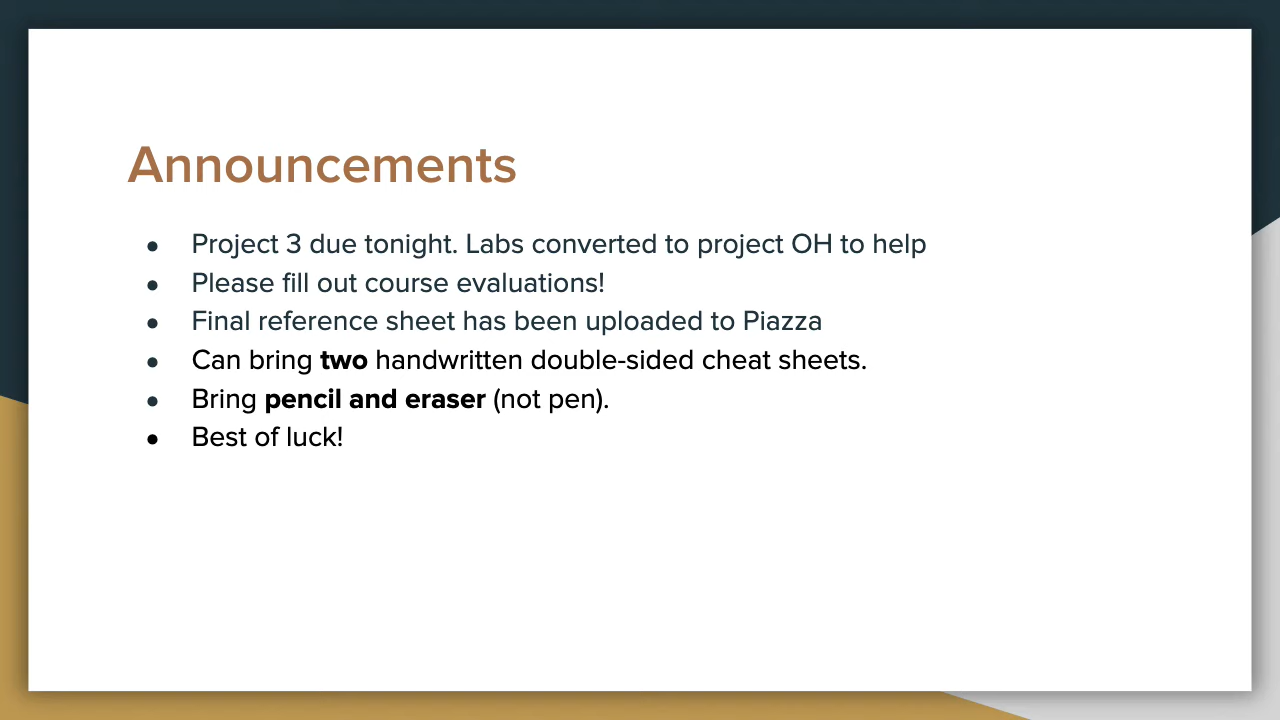 Announcements
● Project 3 due tonight. Labs converted to project OH to help
● Please fill out course evaluations!
● Final reference sheet has been uploaded to Piazza
● Can bring two handwritten double-sided cheat sheets.
● Bring pencil and eraser (not pen).
● Best of luck!